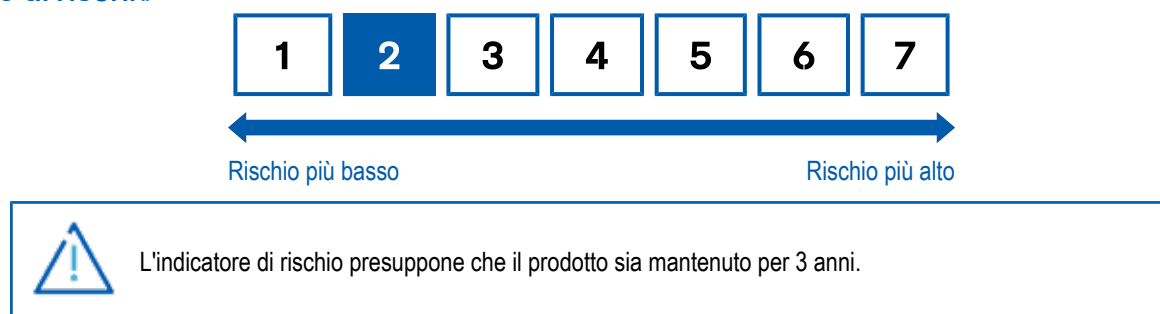 1 2 3 4 5 6 7
Rischio più basso Rischio più alto
L'indicatore di rischio presuppone che il prodotto sia mantenuto per 3 anni.